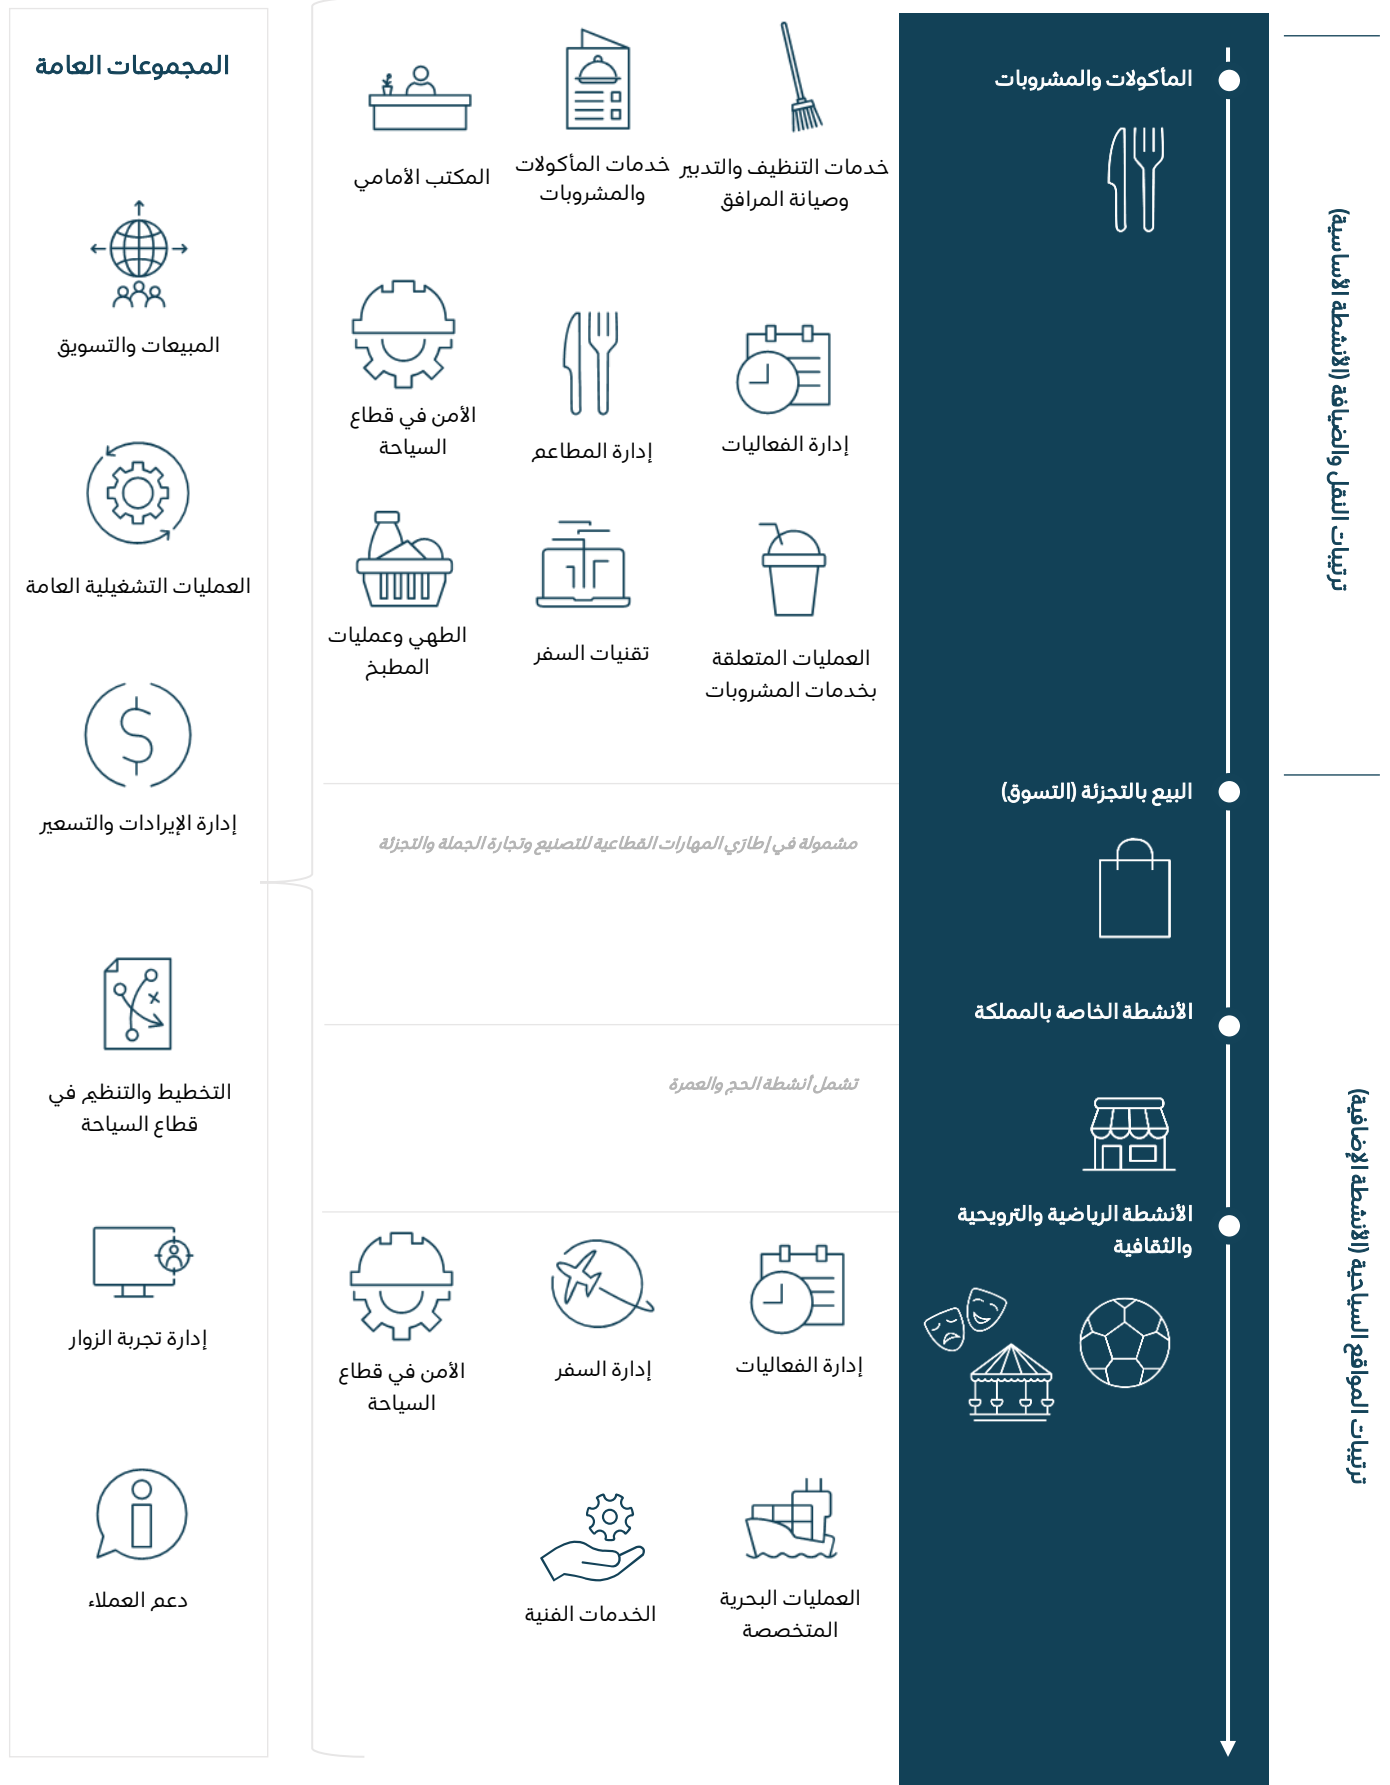 ترتيبات النقل والضيافة (الأنشطة الأساسية)
المأكولات والمشروبات
خدمات التنظيف والتدبير
وصيانة المرافق
خدمات المأكولات
والمشروبات
المكتب الأمامي
إدارة الفعاليات
إدارة المطاعم
الأمن في قطاع
السياحة
العمليات المتعلقة
بخدمات المشروبات
تقنيات السفر
الطهي وعمليات
المطبخ
ترتيبات المواقع السياحية (الأنشطة الإضافية)
البيع بالتجزئة (التسوق)
مشمولة في إطارَي المهارات القطاعية للتصنيع وتجارة الجملة والتجزئة
الأنشطة الخاصة بالمملكة
تشمل أنشطة الحج والعمرة
الأنشطة الرياضية والترويحية
والثقافية
إدارة الفعاليات
إدارة السفر
الأمن في قطاع
السياحة
العمليات البحرية
المتخصصة
الخدمات الفنية
المجموعات العامة
المبيعات والتسويق
العمليات التشغيلية العامة
إدارة الإيرادات والتسعير
التخطيط والتنظيم في
قطاع السياحة
إدارة تجربة الزوار
دعم العملاء